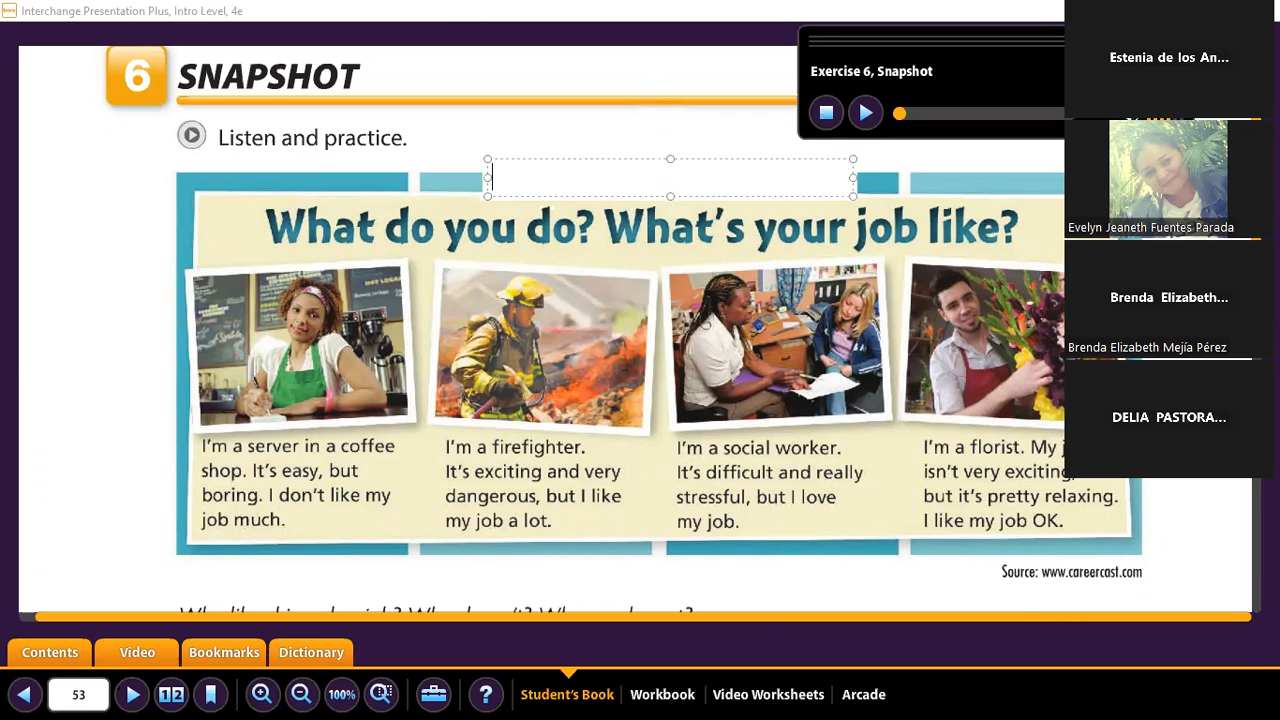 Interchange Presentation Plus, Intro Level, 4e
6 SNAPSHOT
Exercise 6, Snapshot
Listen and practice.
What do you do? What's your job like?
I'm a server in a coffee
shop. It's easy, but
boring. I don't like my
job much.
I'm a firefighter.
It's exciting and very
dangerous, but I like
my job a lot.
I'm a social worker.
It's difficult and really
stressful, but I love
my job.
I'm a florist. My
isn't very exciting,
but it's pretty relaxing.
I like my job OK.
Source: www.careercast.com
Estenia de los An...
Evelyn Jeaneth Fuentes Parada
Brenda Elizabeth...
Brenda Elizabeth Mejía Pérez
DELIA PASTORA...
Contents
Video
Bookmarks
Dictionary
53
12
100%
?
Student's Book
Workbook
Video Worksheets
Arcade